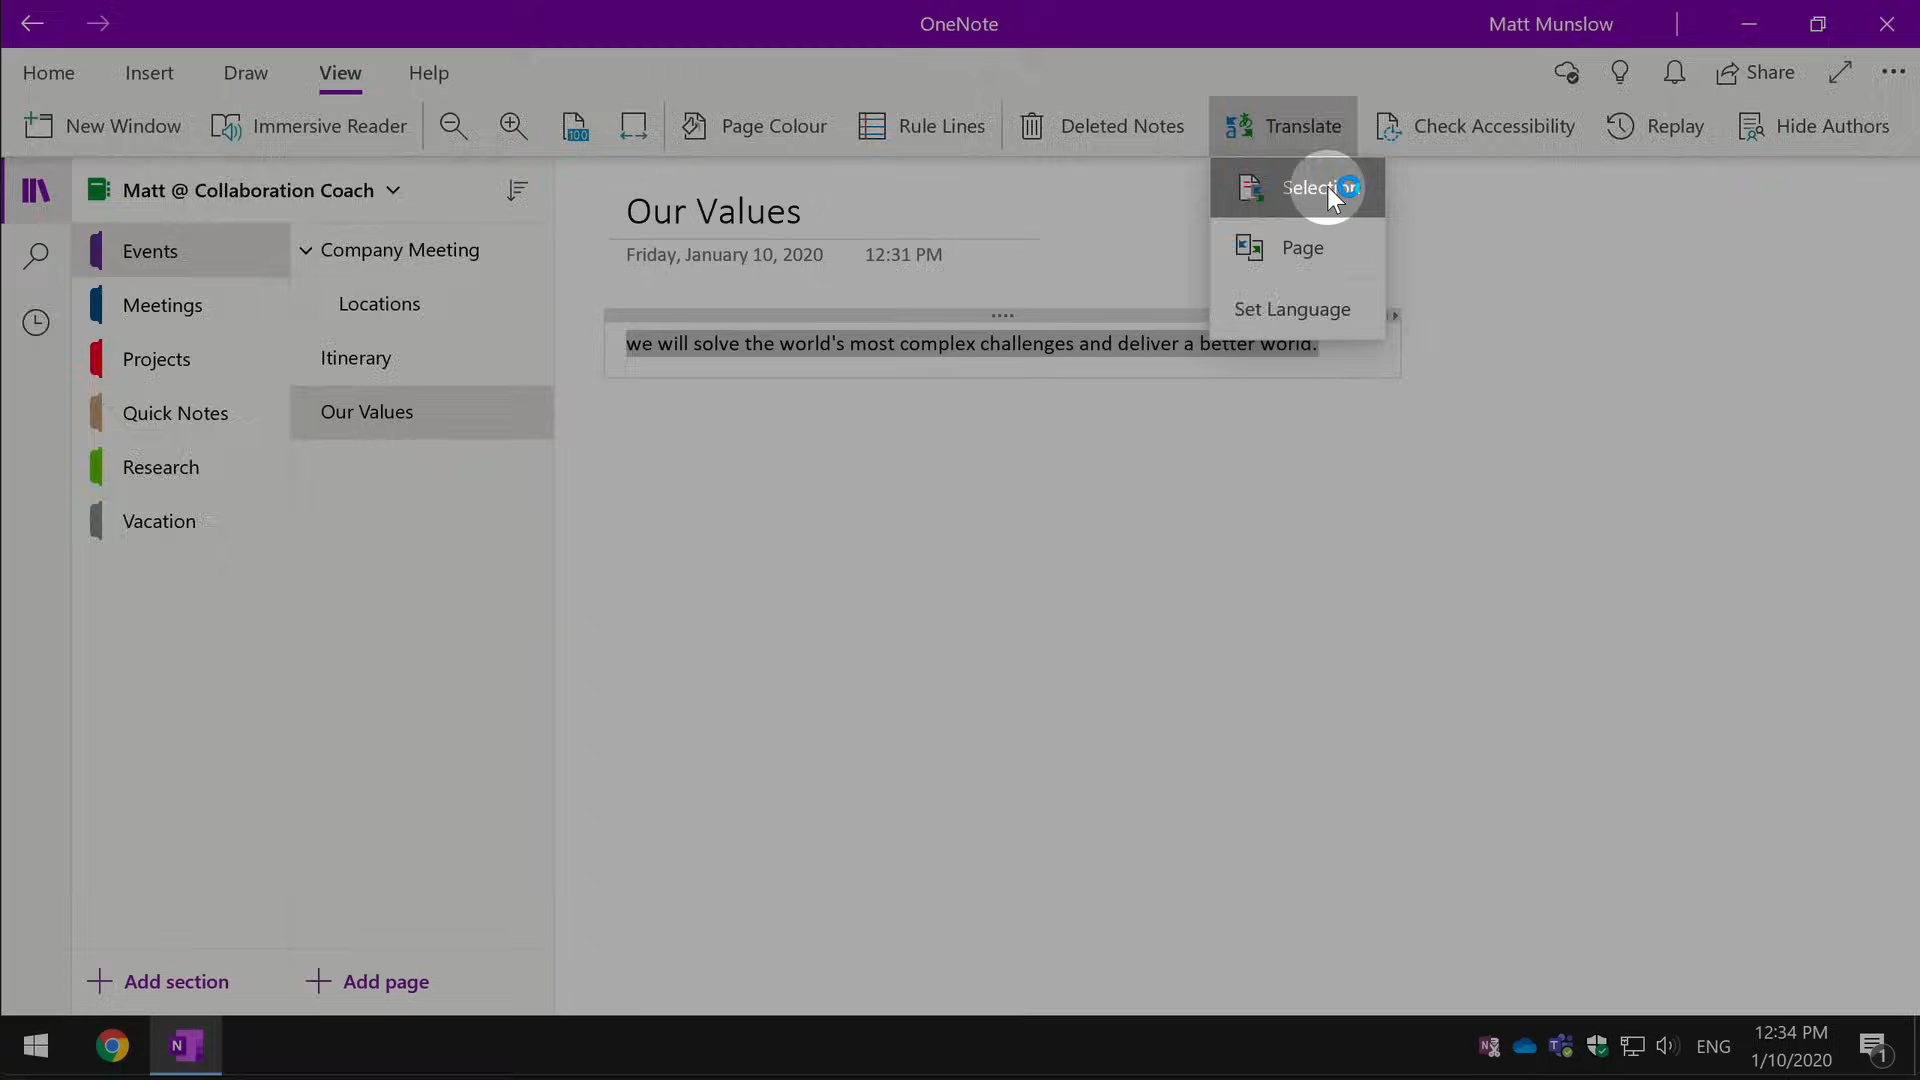 OneNote
Matt Munslow
Home Insert Draw View Help
Share
New Window Immersive Reader 100 Page Colour Rule Lines Deleted Notes Translate Check Accessibility Replay Hide Authors
Matt @ Collaboration Coach
Selection
Page
Set Language
Events
Meetings
Projects
Quick Notes
Research
Vacation
Company Meeting
Locations
Itinerary
Our Values
Our Values
Friday, January 10, 2020 12:31 PM
we will solve the world's most complex challenges and deliver a better world.
Add section
Add page
ENG
12:34 PM
1/10/2020
1